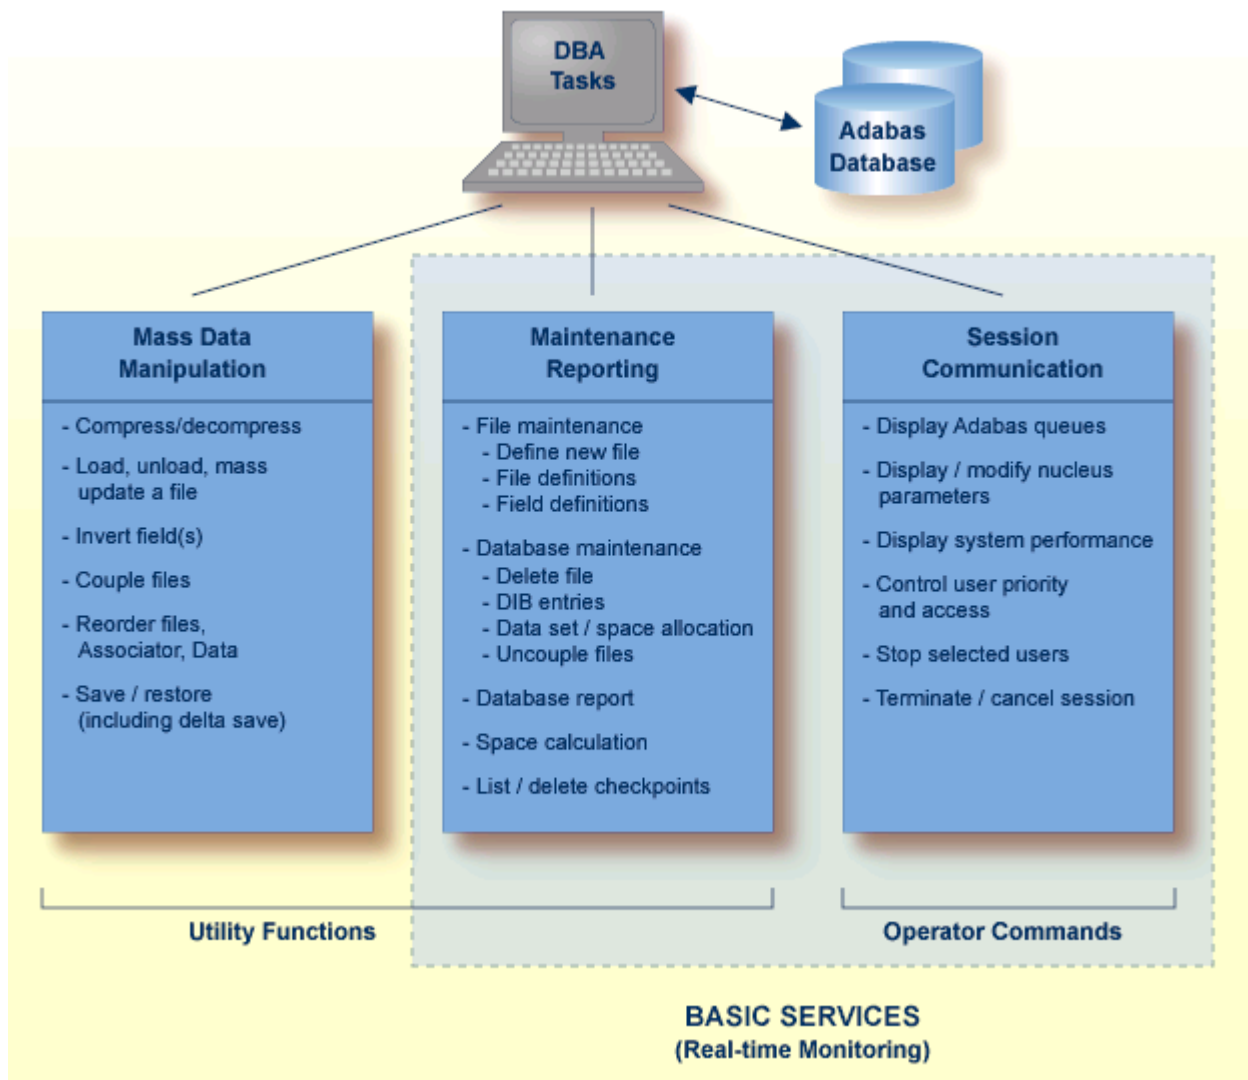 DBA
Tasks
Adabas
Database
Mass Data
Manipulation
- Compress/decompress
- Load, unload, mass
update a file
- Invert field(s)
- Couple files
- Reorder files,
Associator, Data
- Save / restore
(including delta save)
Maintenance
Reporting
- File maintenance
- Define new file
- File definitions
- Field definitions
- Database maintenance
- Delete file
- DIB entries
- Data set / space allocation
- Uncouple files
- Database report
- Space calculation
- List / delete checkpoints
Session
Communication
- Display Adabas queues
- Display / modify nucleus
parameters
- Display system performance
- Control user priority
and access
- Stop selected users
- Terminate / cancel session
Utility Functions
Operator Commands
BASIC SERVICES
(Real-time Monitoring)